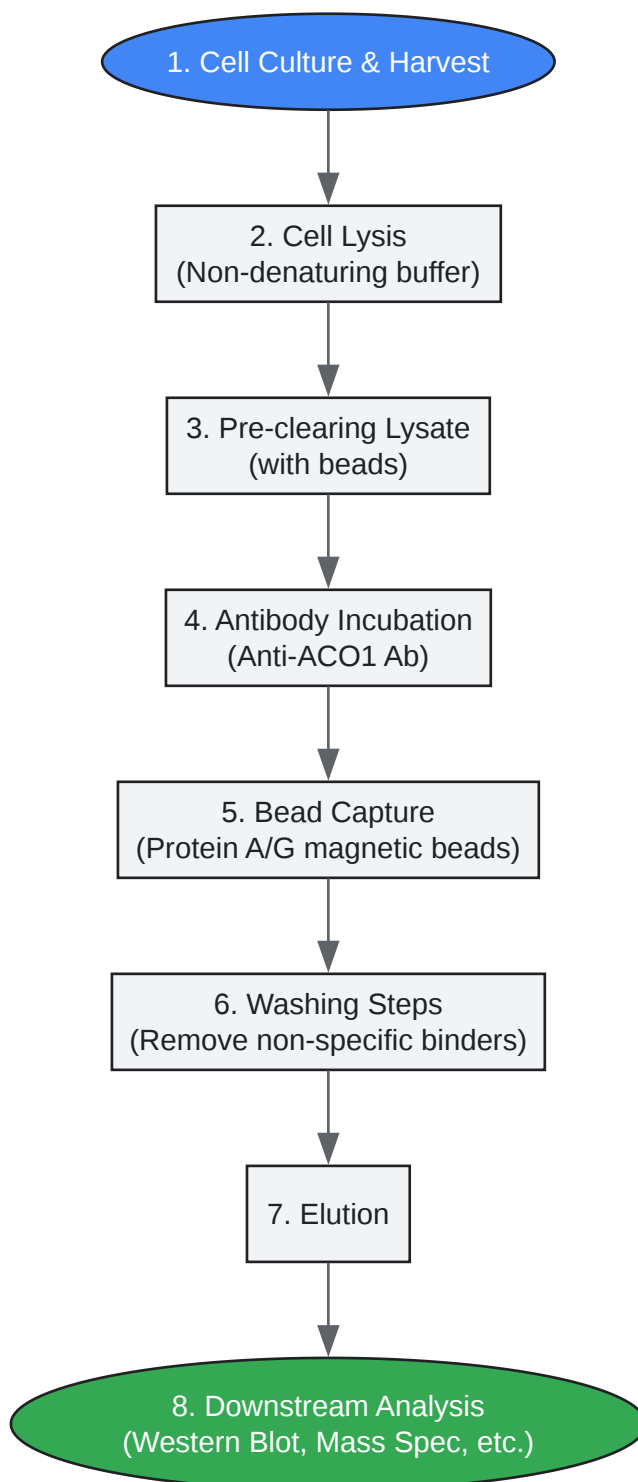 1. Cell Culture & Harvest
2. Cell Lysis
(Non-denaturing buffer)
3. Pre-clearing Lysate
(with beads)
4. Antibody Incubation
(Anti-ACO1 Ab)
5. Bead Capture
(Protein A/G magnetic beads)
6. Washing Steps
(Remove non-specific binders)
7. Elution
8. Downstream Analysis
(Western Blot, Mass Spec, etc.)